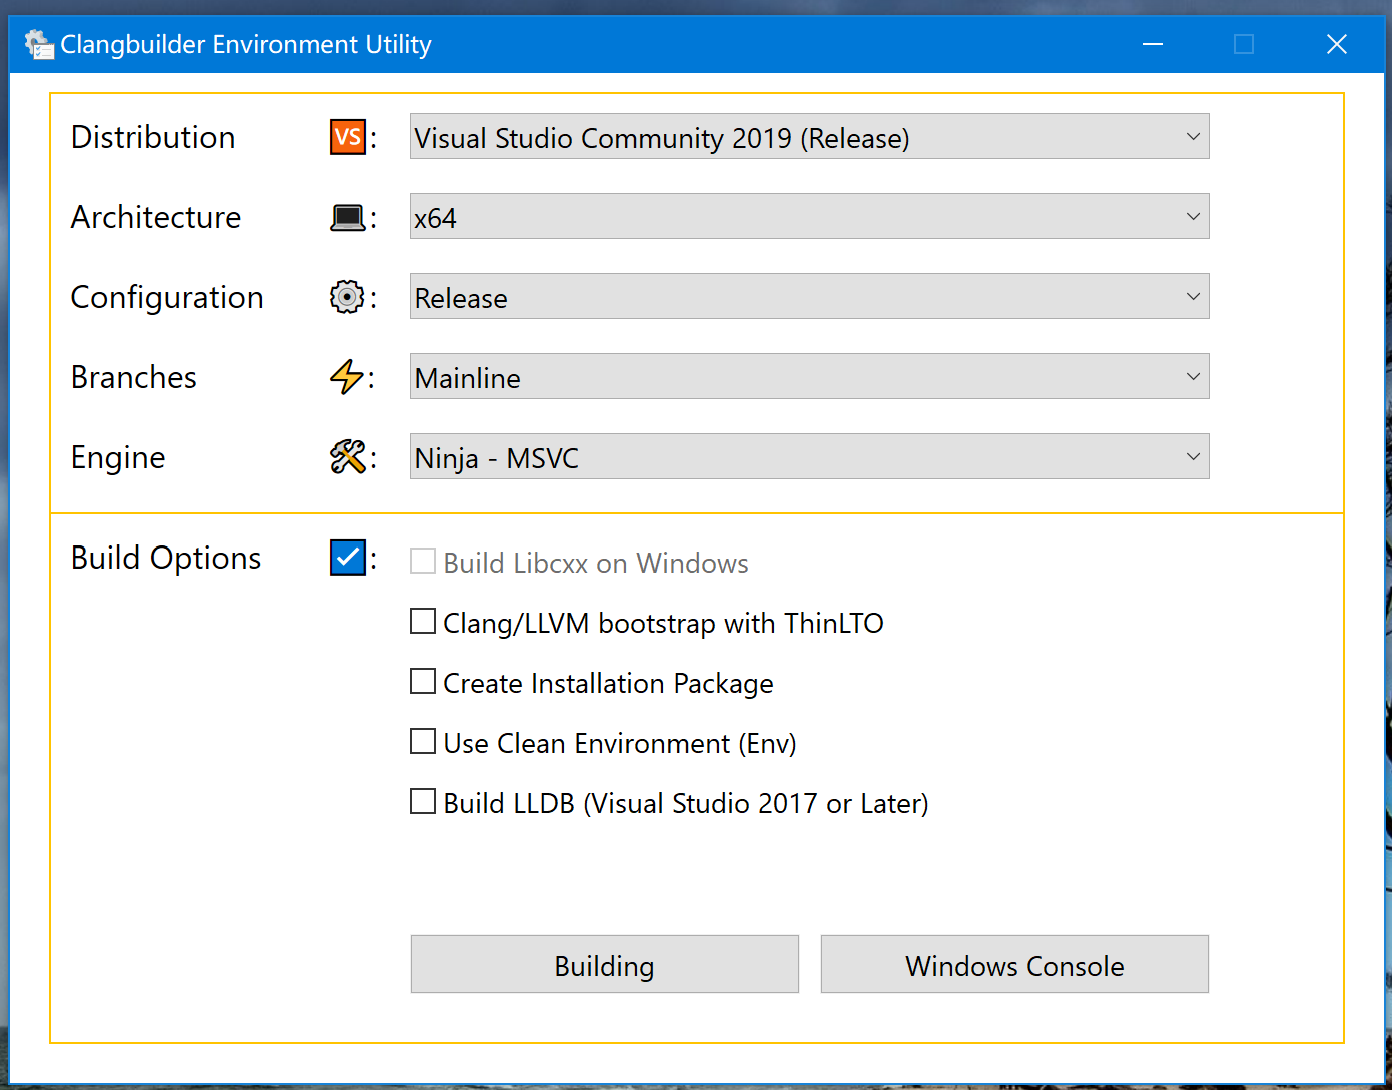 Clangbuilder Environment Utility
Distribution VS : Visual Studio Community 2019 (Release)
Architecture : x64
Configuration : Release
Branches : Mainline
Engine : Ninja - MSVC
Build Options : Build Libcxx on Windows
Clang/LLVM bootstrap with ThinLTO
Create Installation Package
Use Clean Environment (Env)
Build LLDB (Visual Studio 2017 or Later)
Building Windows Console